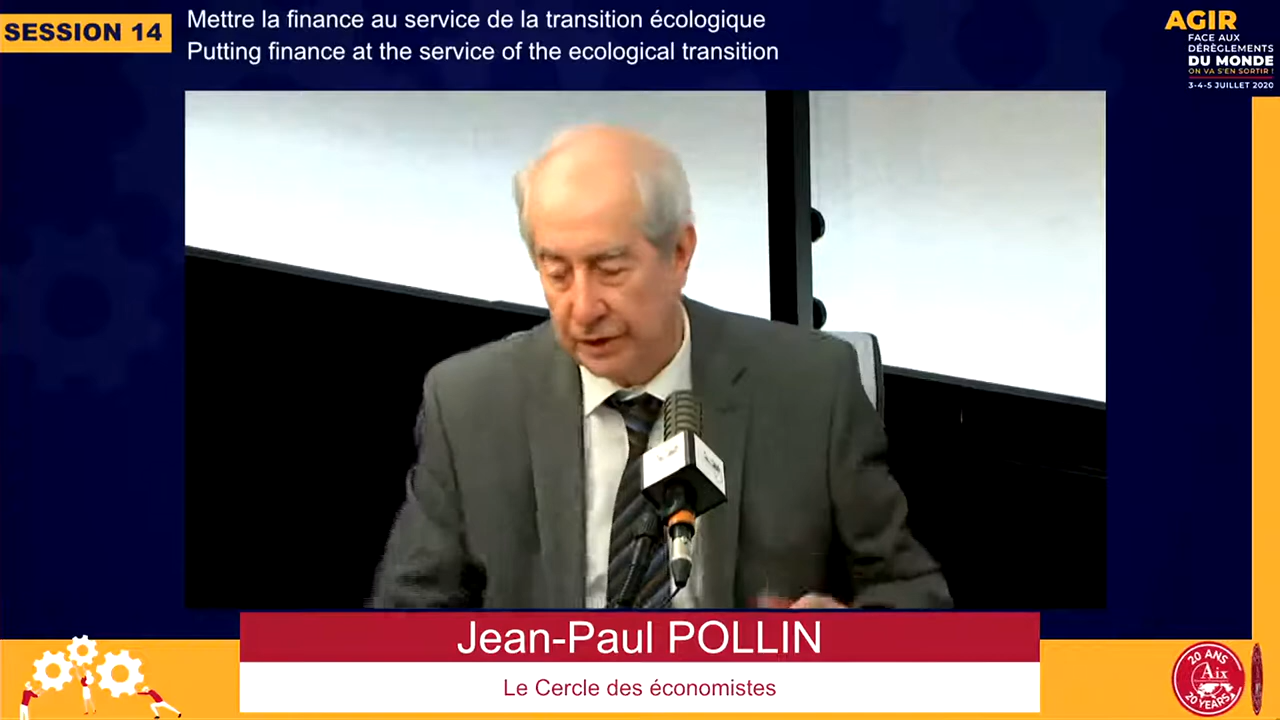 SESSION 14
Mettre la finance au service de la transition écologique
Putting finance at the service of the ecological transition
AGIR
FACE AUX
DÉRÈGLEMENTS
DU MONDE
ON VA S'EN SORTIR !
3-4-5 JUILLET 2020
Jean-Paul POLLIN
Le Cercle des économistes
20 ANS
Aix
20 YEARS